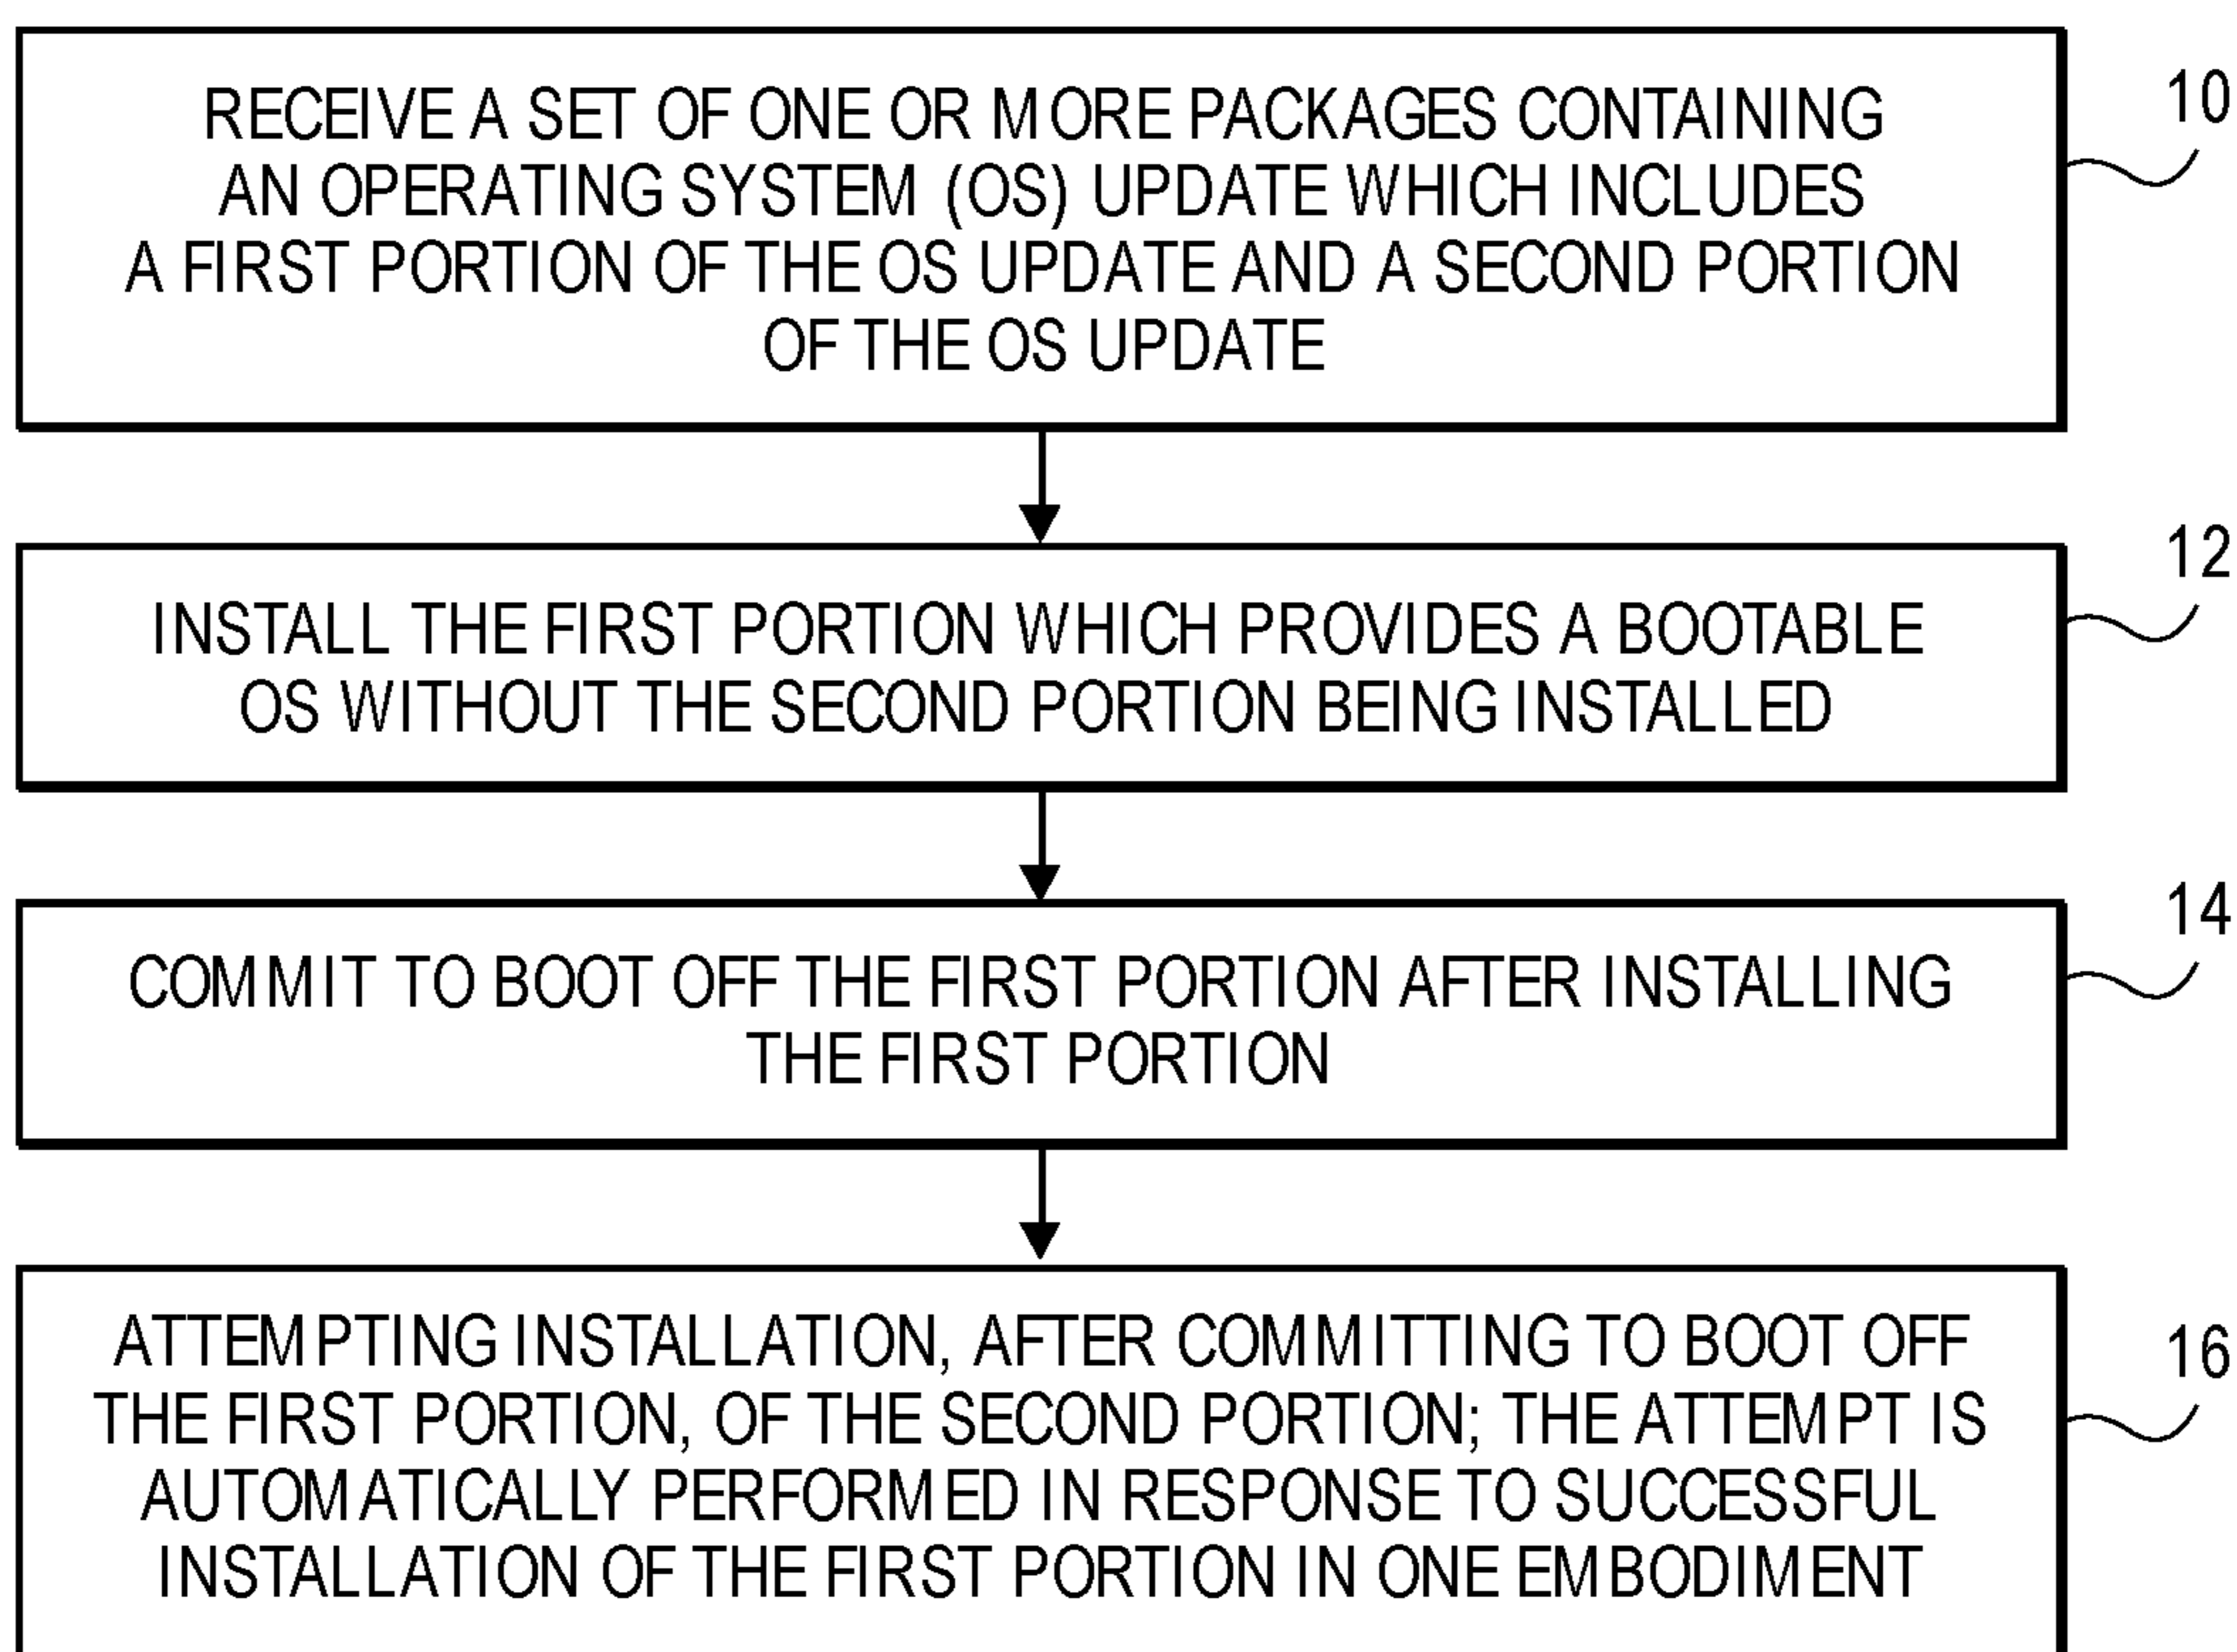 RECEIVE A SET OF ONE OR MORE PACKAGES CONTAINING
AN OPERATING SYSTEM (OS) UPDATE WHICH INCLUDES
A FIRST PORTION OF THE OS UPDATE AND A SECOND PORTION
OF THE OS UPDATE
10
INSTALL THE FIRST PORTION WHICH PROVIDES A BOOTABLE
OS WITHOUT THE SECOND PORTION BEING INSTALLED
12
COMMIT TO BOOT OFF THE FIRST PORTION AFTER INSTALLING
THE FIRST PORTION
14
ATTEMPTING INSTALLATION, AFTER COMMITTING TO BOOT OFF
THE FIRST PORTION, OF THE SECOND PORTION; THE ATTEMPT IS
AUTOMATICALLY PERFORMED IN RESPONSE TO SUCCESSFUL
INSTALLATION OF THE FIRST PORTION IN ONE EMBODIMENT
16